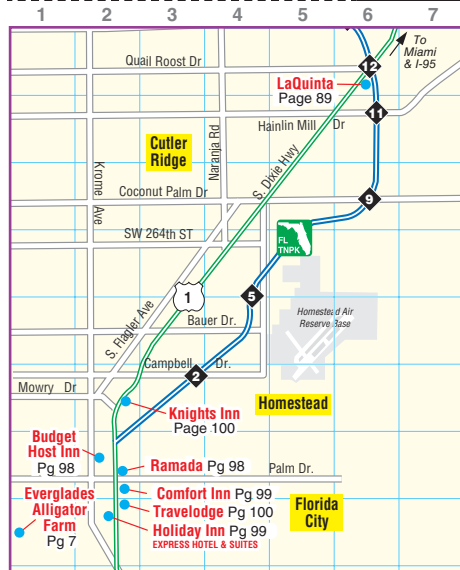 1 2 3 4 5 6 7
To
Miami
& I-95
Quail Roost Dr
12
LaQuinta
Page 89
11
Hainlin Mill Dr
Cutler
Ridge
Naranja Rd
S. Dixie Hwy
Krome Ave
Coconut Palm Dr
9
SW 264th ST
FL
TNPK
1
5
Homestead Air
Reserve Base
S. Flagler Ave
Bauer Dr.
Campbell Dr.
2
Mowry Dr
Homestead
Knights Inn
Page 100
Budget
Host Inn
Pg 98
Ramada Pg 98
Palm Dr.
Everglades
Alligator
Farm
Pg 7
Comfort Inn Pg 99
Travelodge Pg 100
Holiday Inn Pg 99
EXPRESS HOTEL & SUITES
Florida
City